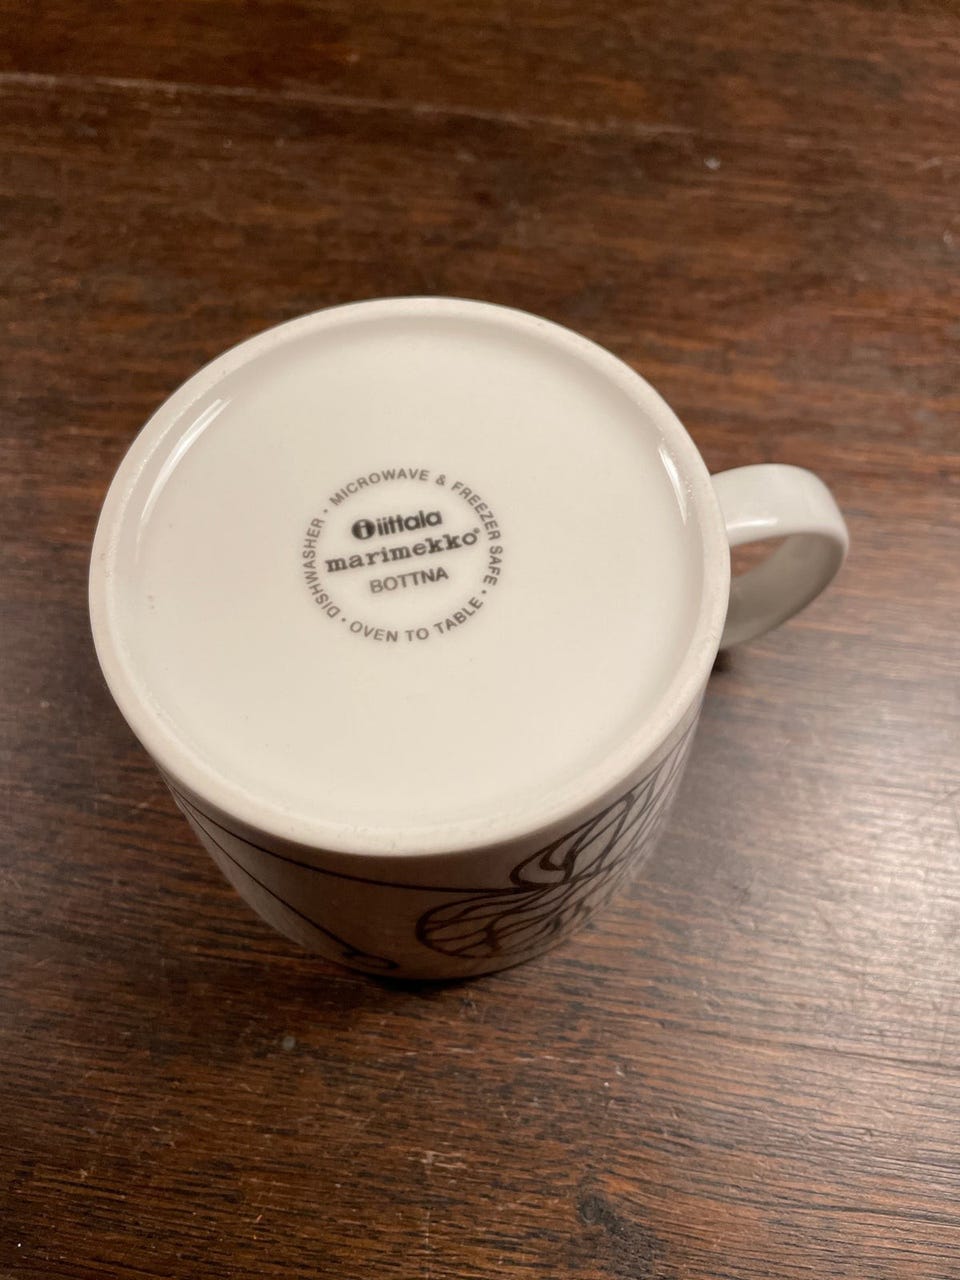 DISHWASHER · MICROWAVE & FREEZER SAFE · OVEN TO TABLE ·
iittala
marimekko®
BOTTNA